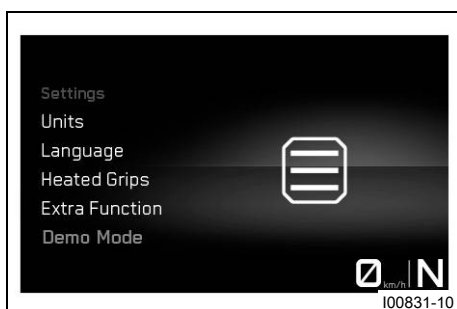 Settings
Units
Language
Heated Grips
Extra Function
Demo Mode
0 km/h N
I00831-10